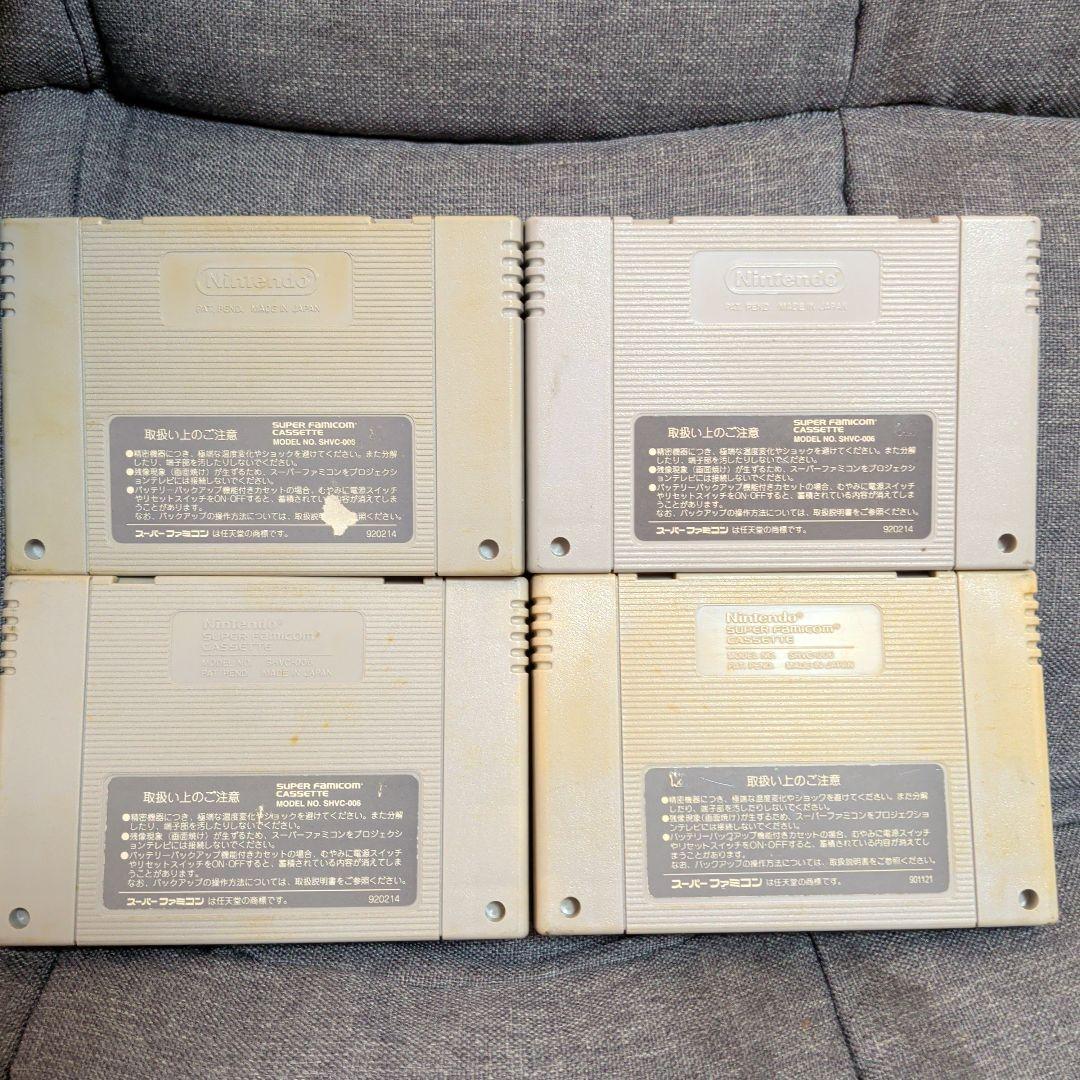 Nintendo®
PAT. PEND. MADE IN JAPAN
取扱い上のご注意
SUPER FAMICOM®
CASSETTE
MODEL NO. SHVC-006
●精密機器につき、極端な温度変化やショックを避けてください。また分解
したり、端子部を汚したりしないでください。
●残像現象(画面焼け)が生ずるため、スーパーファミコンをプロジェクシ
ョンテレビには接続しないでください。
●バッテリーバックアップ機能付きカセットの場合、むやみに電源スイッチ
やリセットスイッチをON・OFFすると、蓄積されている内容が消えてしま
うことがあります。
なお、バックアップの操作方法については、取扱 書をご参照ください。
スーパーファミコン は任天堂の商標です。
920214
Nintendo®
PAT. PEND. MADE IN JAPAN
取扱い上のご注意
SUPER FAMICOM®
CASSETTE
MODEL NO. SHVC-006
●精密機器につき、極端な温度変化やショックを避けてください。また分解
したり、端子部を汚したりしないでください。
●残像現象(画面焼け)が生ずるため、スーパーファミコンをプロジェクシ
ョンテレビには接続しないでください。
●バッテリーバックアップ機能付きカセットの場合、むやみに電源スイッチ
やリセットスイッチをON・OFFすると、蓄積されている内容が消えてしま
うことがあります。
なお、バックアップの操作方法については、取扱説明書をご参照ください。
スーパーファミコン は任天堂の商標です。
920214
Nintendo®
SUPER FAMICOM®
CASSETTE
MODEL NO. SHVC-006
PAT. PEND. MADE IN JAPAN
取扱い上のご注意
SUPER FAMICOM®
CASSETTE
MODEL NO. SHVC-006
●精密機器につき、極端な温度変化やショックを避けてください。また分解
したり、端子部を汚したりしないでください。
●残像現象(画面焼け)が生ずるため、スーパーファミコンをプロジェクシ
ョンテレビには接続しないでください。
●バッテリーバックアップ機能付きカセットの場合、むやみに電源スイッチ
やリセットスイッチをON・OFFすると、蓄積されている内容が消えてしま
うことがあります。
なお、バックアップの操作方法については、取扱説明書をご参照ください。
スーパーファミコン は任天堂の商標です。
920214
Nintendo®
SUPER FAMICOM®
CASSETTE
MODEL NO. SHVC-006
PAT. PEND. MADE IN JAPAN
取扱い上のご注意
●精密機器につき、極端な温度変化やショックを避けてください。また分解
したり、端子部を汚したりしないでください。
●残像現象(画面焼け)が生ずるため、スーパーファミコンをプロジェクショ
ンテレビには接続しないでください。
●バッテリーバックアップ機能付きカセットの場合、むやみに電源スイッチ
やリセットスイッチをON・OFFすると、蓄積されている内容が消えてし
まうことがあります。
なお、バックアップの操作方法については、取扱説明書をご参照ください。
スーパーファミコン は任天堂の商標です。
901121